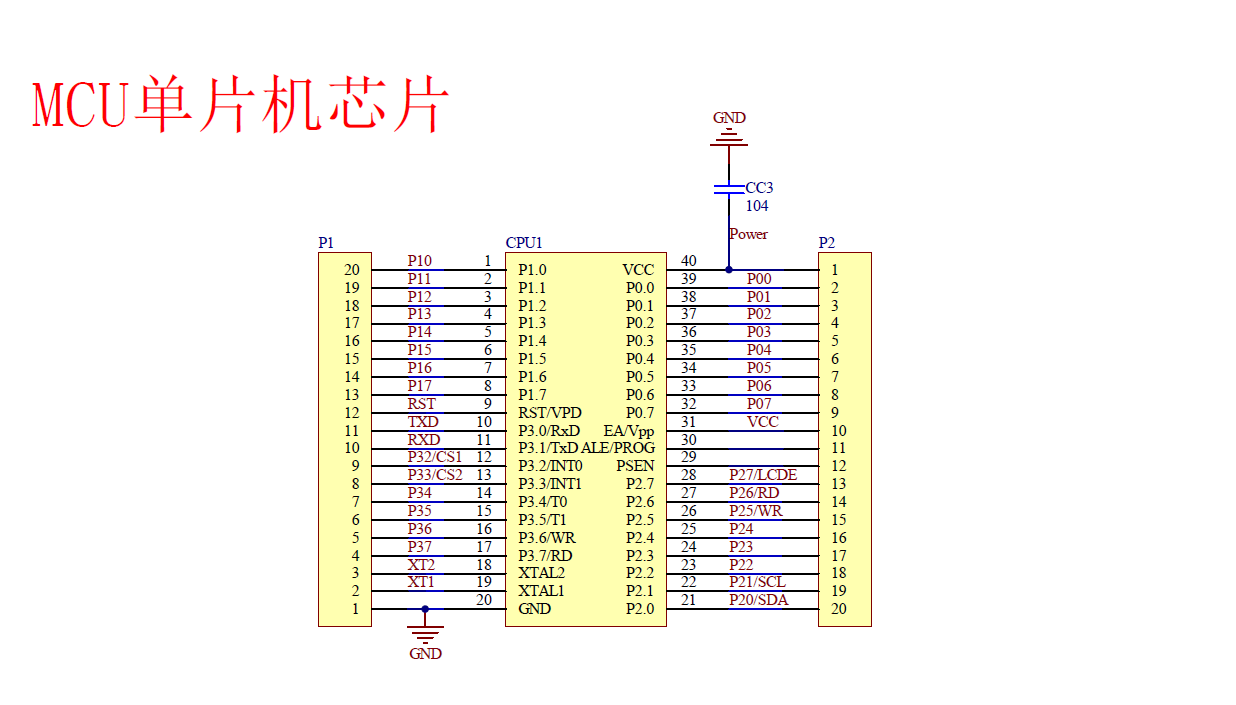 MCU单片机芯片
GND
CC3
104
Power
P1 CPU1 P2
20 P10 1 P1.0 VCC 40 1
19 P11 2 P1.1 P0.0 39 P00 2
18 P12 3 P1.2 P0.1 38 P01 3
17 P13 4 P1.3 P0.2 37 P02 4
16 P14 5 P1.4 P0.3 36 P03 5
15 P15 6 P1.5 P0.4 35 P04 6
14 P16 7 P1.6 P0.5 34 P05 7
13 P17 8 P1.7 P0.6 33 P06 8
12 RST 9 RST/VPD P0.7 32 P07 9
11 TXD 10 P3.0/RxD EA/Vpp 31 VCC 10
10 RXD 11 P3.1/TxD ALE/PROG 30 11
9 P32/CS1 12 P3.2/INT0 PSEN 29 12
8 P33/CS2 13 P3.3/INT1 P2.7 28 P27/LCDE 13
7 P34 14 P3.4/T0 P2.6 27 P26/RD 14
6 P35 15 P3.5/T1 P2.5 26 P25/WR 15
5 P36 16 P3.6/WR P2.4 25 P24 16
4 P37 17 P3.7/RD P2.3 24 P23 17
3 XT2 18 XTAL2 P2.2 23 P22 18
2 XT1 19 XTAL1 P2.1 22 P21/SCL 19
1 20 GND P2.0 21 P20/SDA 20
GND